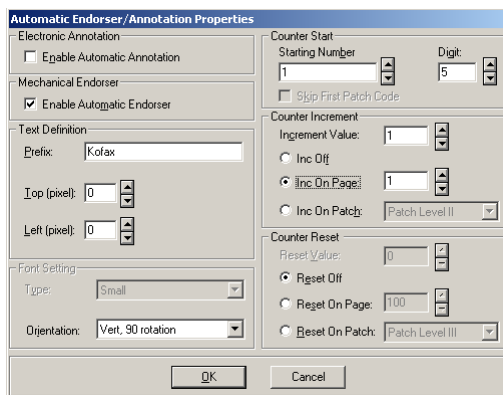 Automatic Endorser/Annotation Properties
Electronic Annotation
Enable Automatic Annotation
Mechanical Endorser
Enable Automatic Endorser
Text Definition
Prefix: Kofax
Top (pixel): 0
Left (pixel): 0
Font Setting
Type: Small
Orientation: Vert, 90 rotation
Counter Start
Starting Number Digit:
1 5
Skip First Patch Code
Counter Increment
Increment Value: 1
Inc Off
Inc On Page: 1
Inc On Patch: Patch Level II
Counter Reset
Reset Value: 0
Reset Off
Reset On Page: 100
Reset On Patch: Patch Level III
OK Cancel